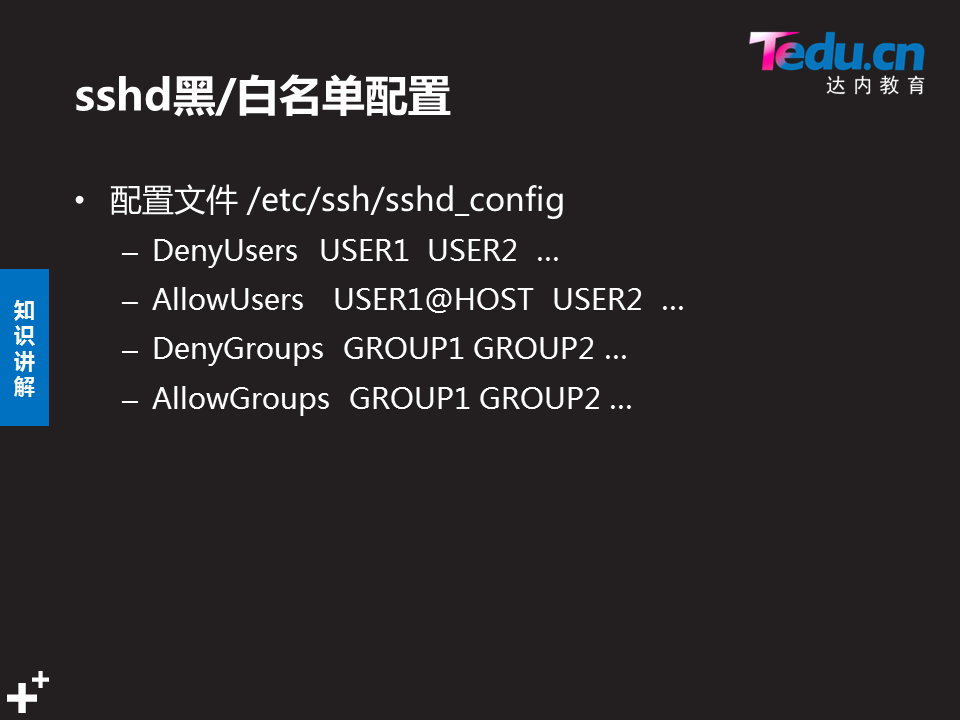 Tedu.cn
达内教育
sshd黑/白名单配置
• 配置文件 /etc/ssh/sshd_config
– DenyUsers USER1 USER2 …
– AllowUsers USER1@HOST USER2 …
– DenyGroups GROUP1 GROUP2 …
– AllowGroups GROUP1 GROUP2 …
知识讲解